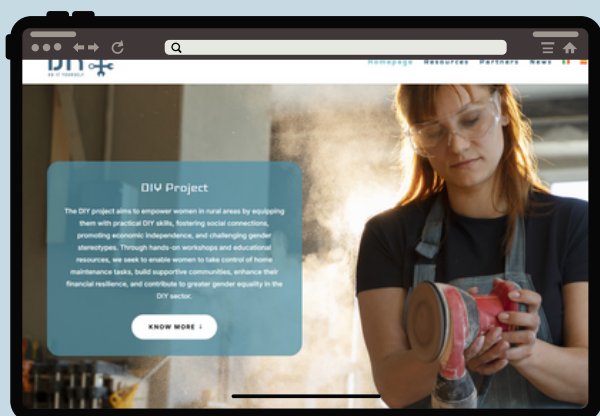 DIY
DO IT YOURSELF
Homepage Resources Partners News
DIY Project
The DIY project aims to empower women in rural areas by equipping
them with practical DIY skills, fostering social connections,
promoting economic independence, and challenging gender
stereotypes. Through hands-on workshops and educational
resources, we seek to enable women to take control of home
maintenance tasks, build supportive communities, enhance their
financial resilience, and contribute to greater gender equality in the
DIY sector.
KNOW MORE ↓